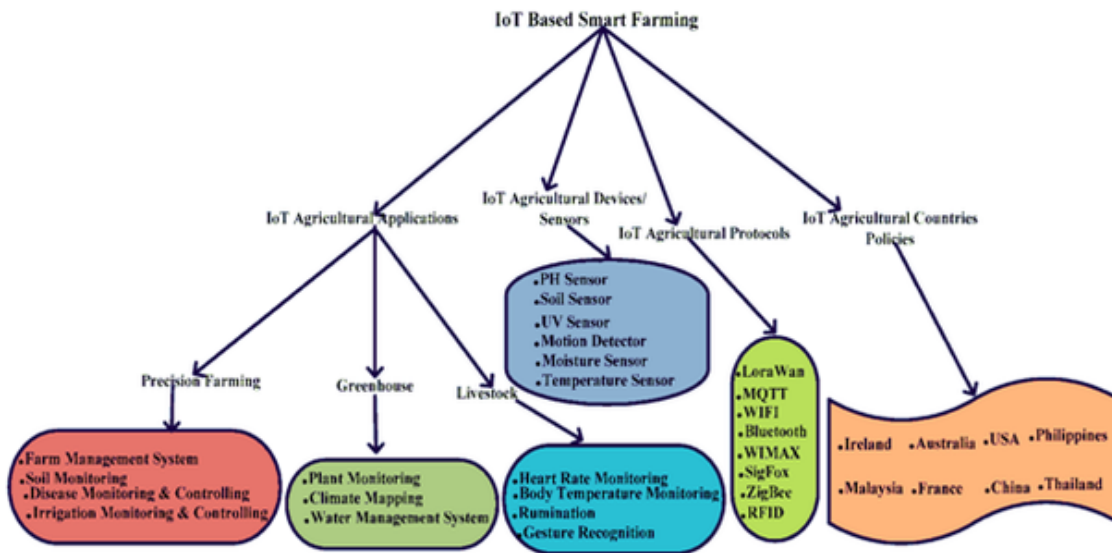 IoT Based Smart Farming
IoT Agricultural Applications
IoT Agricultural Devices/
Sensors
IoT Agricultural Protocols
IoT Agricultural Countries
Policies
Precision Farming
Greenhouse
Livestock
•PH Sensor
•Soil Sensor
•UV Sensor
•Motion Detector
•Moisture Sensor
•Temperature Sensor
•LoraWan
•MQTT
•WIFI
•Bluetooth
•WIMAX
•SigFox
•ZigBee
•RFID
•Ireland •Australia •USA •Philippines
•Malaysia •France •China •Thailand
•Farm Management System
•Soil Monitoring
•Disease Monitoring & Controlling
•Irrigation Monitoring & Controlling
•Plant Monitoring
•Climate Mapping
•Water Management System
•Heart Rate Monitoring
•Body Temperature Monitoring
•Rumination
•Gesture Recognition